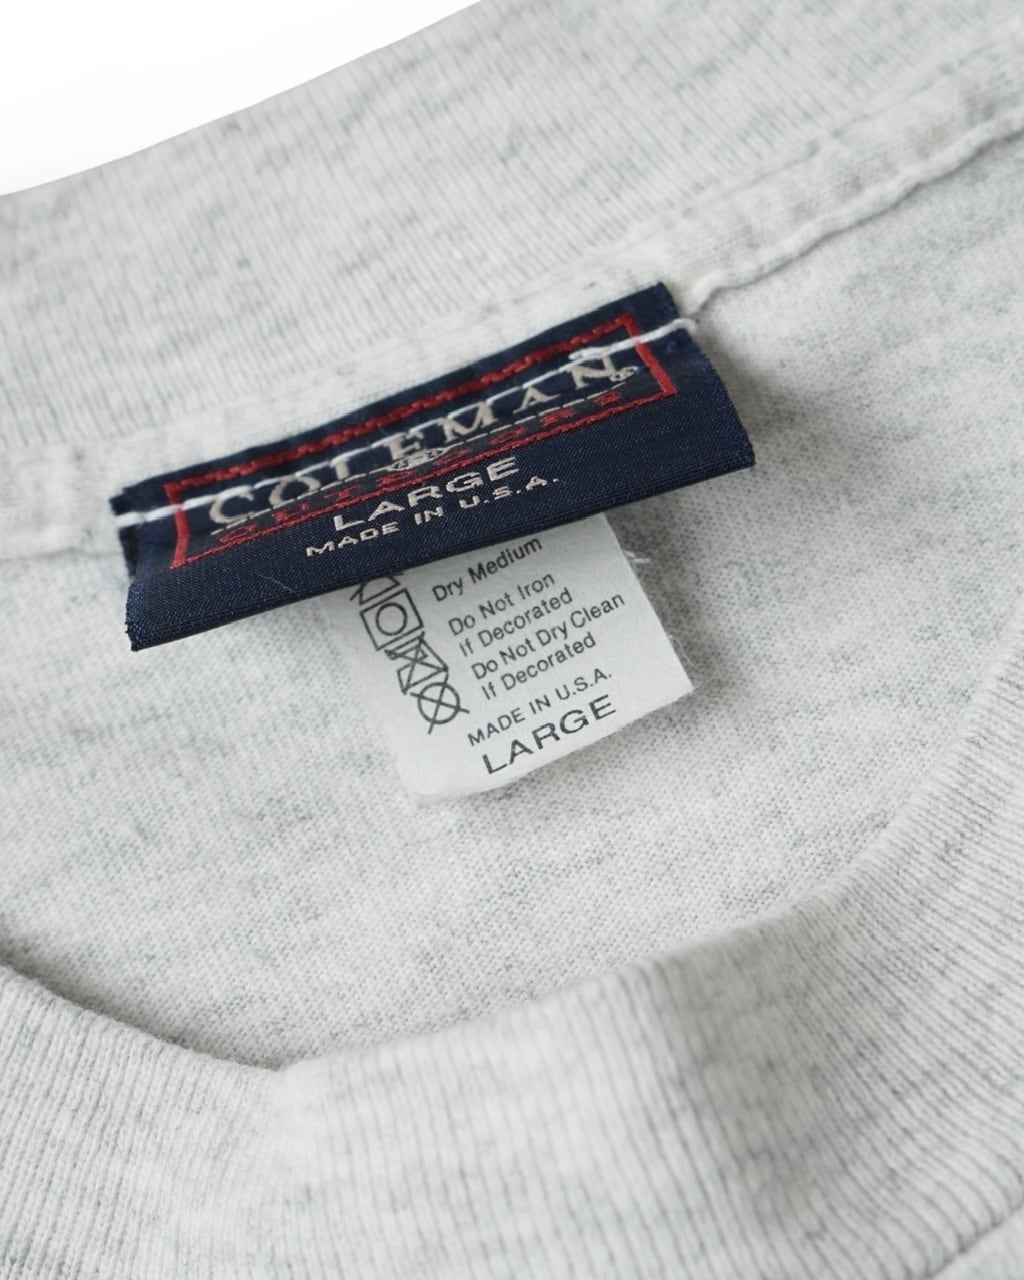 COLEMAN
OUTDOORS
LARGE
MADE IN U.S.A.
Dry Medium
Do Not Iron
If Decorated
Do Not Dry Clean
If Decorated
MADE IN U.S.A.
LARGE